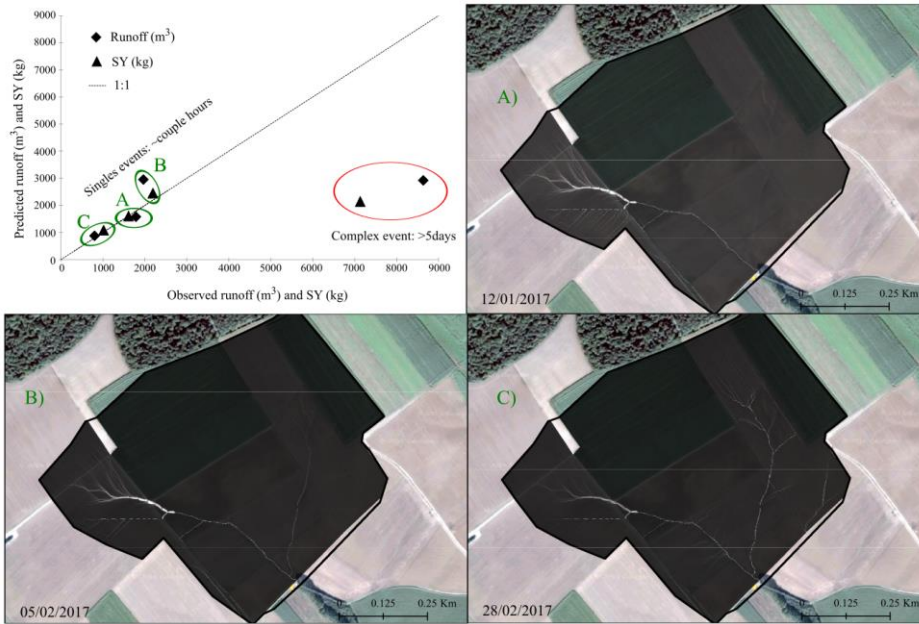 9000
8000
7000
6000
5000
4000
3000
2000
1000
0
Predicted runoff (m³) and SY (kg)
Runoff (m³)
SY (kg)
1:1
Singles events: ~couple hours
B
A
C
Complex event: >5days
0 1000 2000 3000 4000 5000 6000 7000 8000 9000
Observed runoff (m³) and SY (kg)
A)
12/01/2017
0 0.125 0.25 Km
B)
05/02/2017
0 0.125 0.25 Km
C)
28/02/2017
0 0.125 0.25 Km